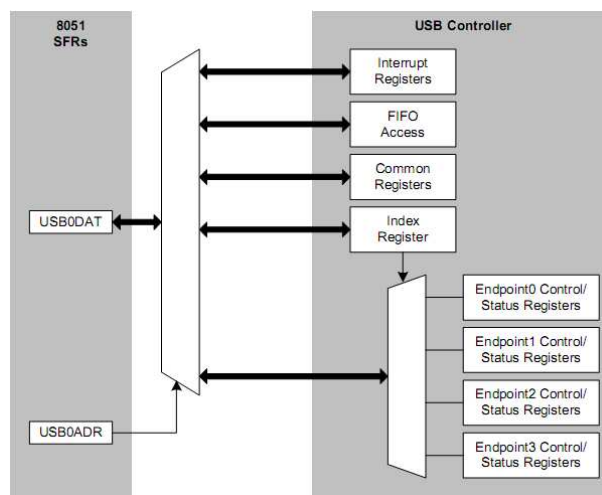 8051
SFRs
USB Controller
Interrupt
Registers
FIFO
Access
Common
Registers
USB0DAT
Index
Register
Endpoint0 Control/
Status Registers
Endpoint1 Control/
Status Registers
Endpoint2 Control/
Status Registers
USB0ADR
Endpoint3 Control/
Status Registers